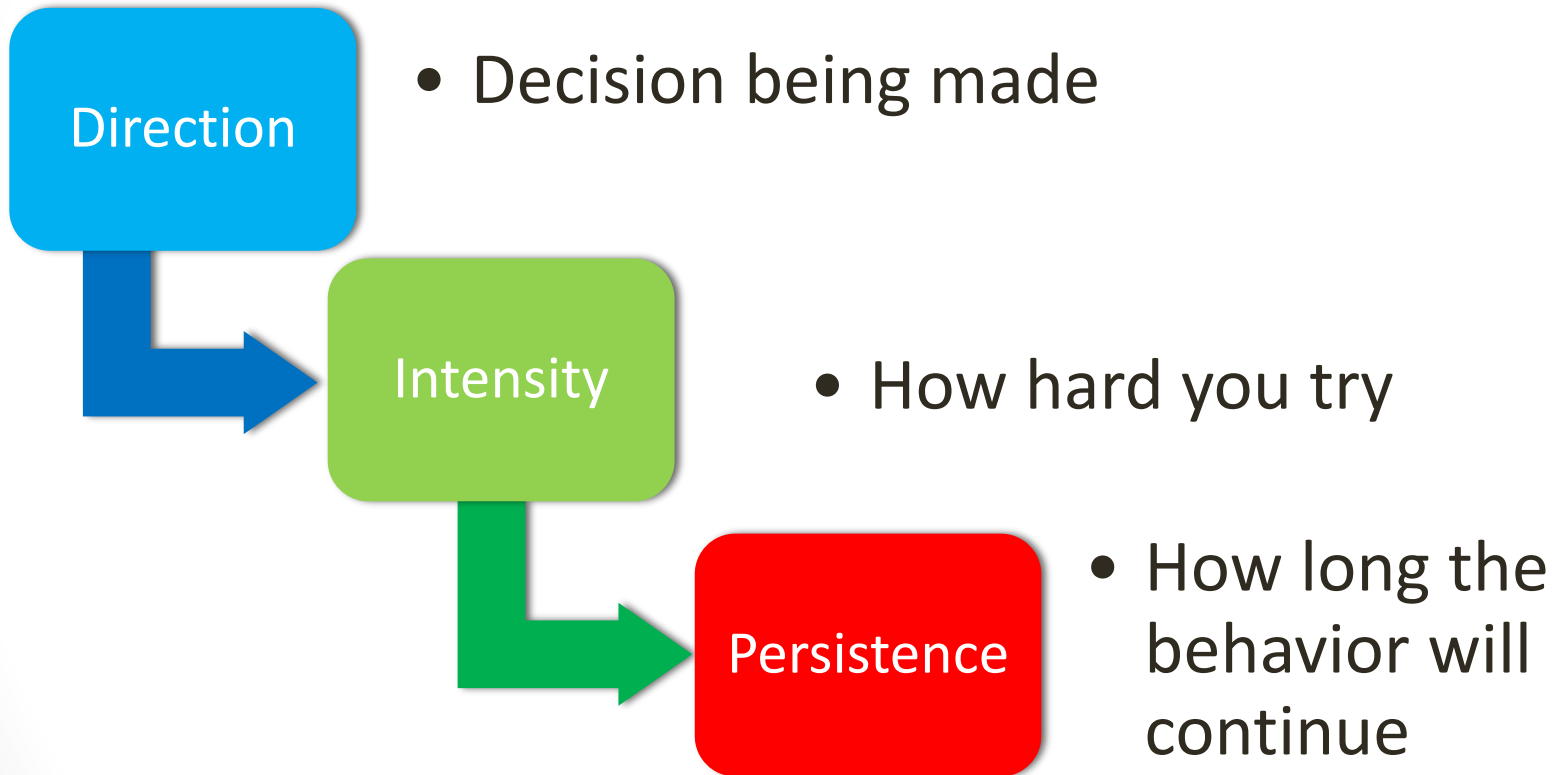 Direction
• Decision being made
Intensity
• How hard you try
Persistence
• How long the
behavior will
continue